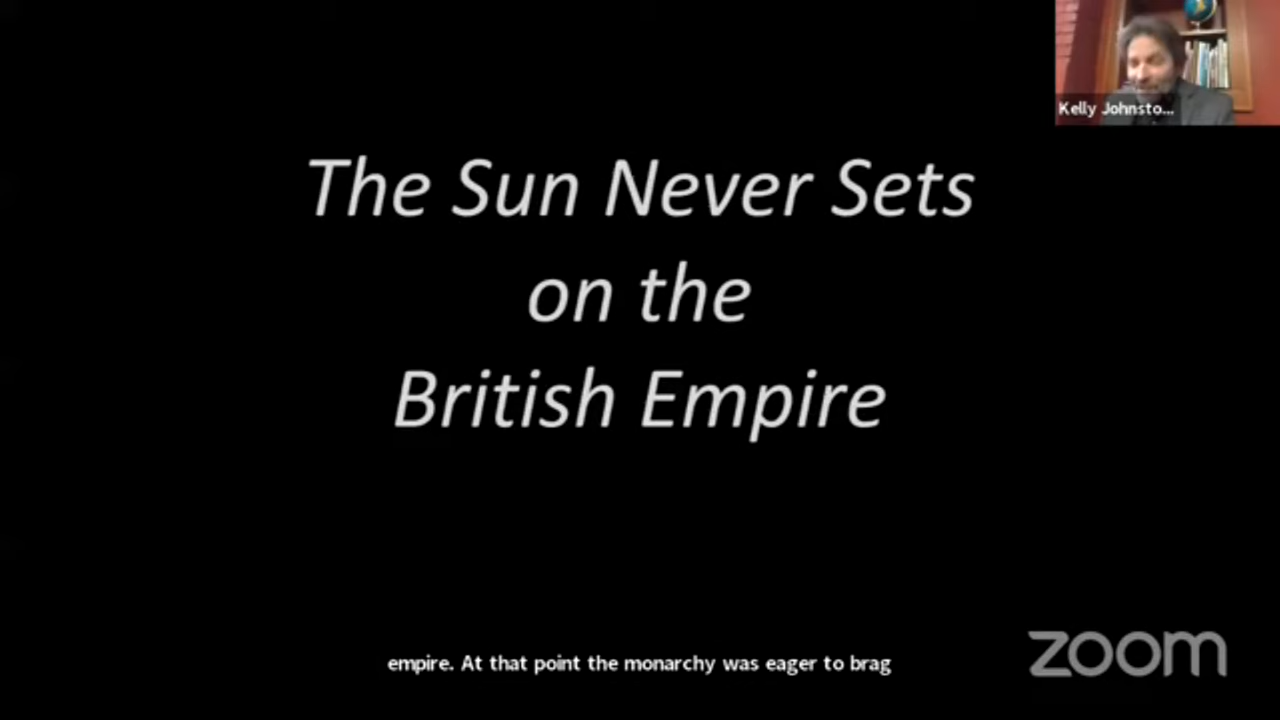 Kelly Johnsto...
The Sun Never Sets
on the
British Empire
empire. At that point the monarchy was eager to brag
zoom